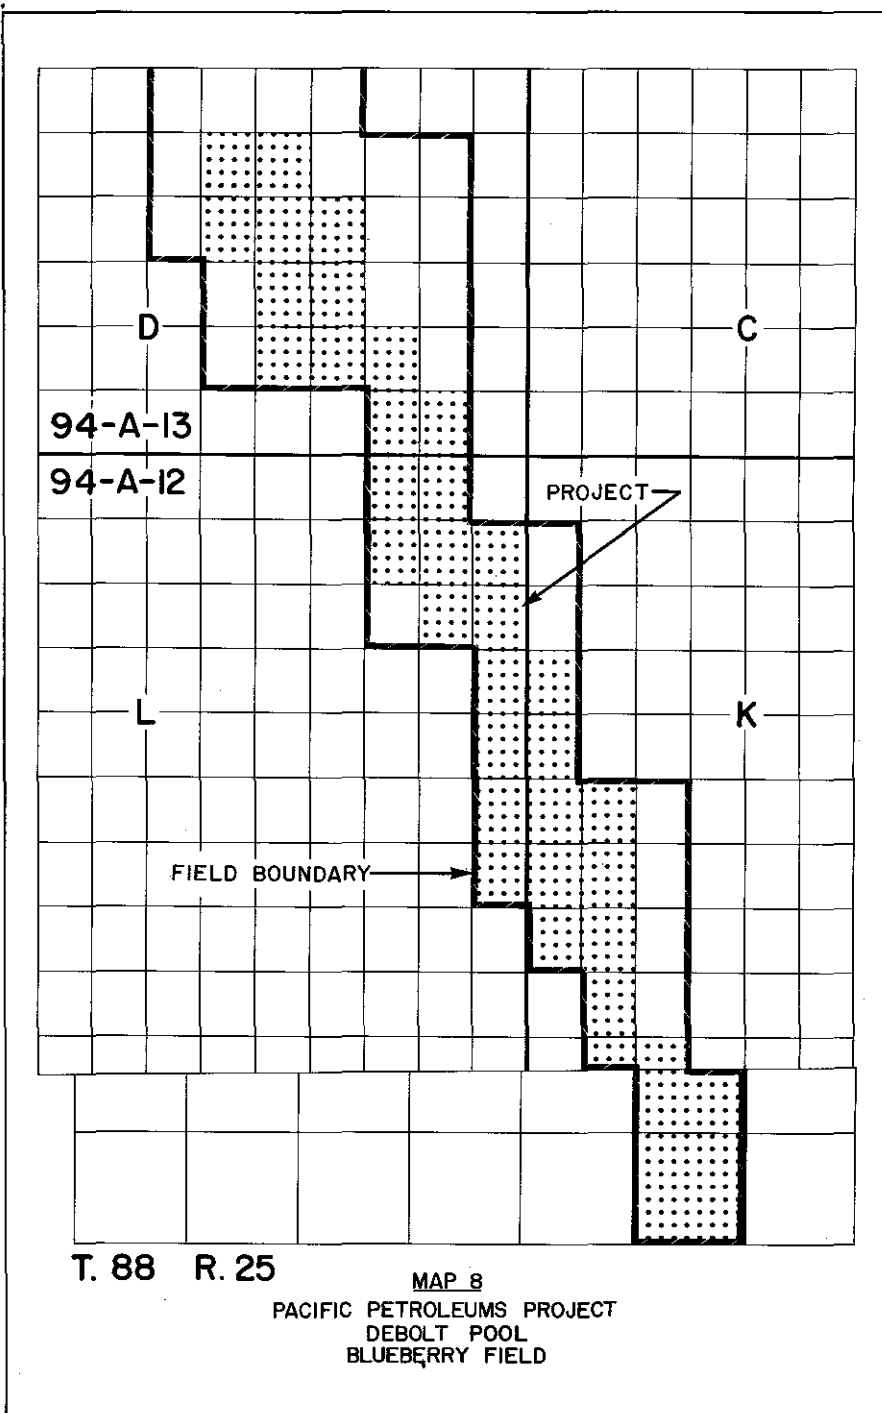 D
C
94-A-13
94-A-12
PROJECT
L
K
FIELD BOUNDARY
T. 88 R. 25
MAP 8
PACIFIC PETROLEUMS PROJECT
DEBOLT POOL
BLUEBERRY FIELD